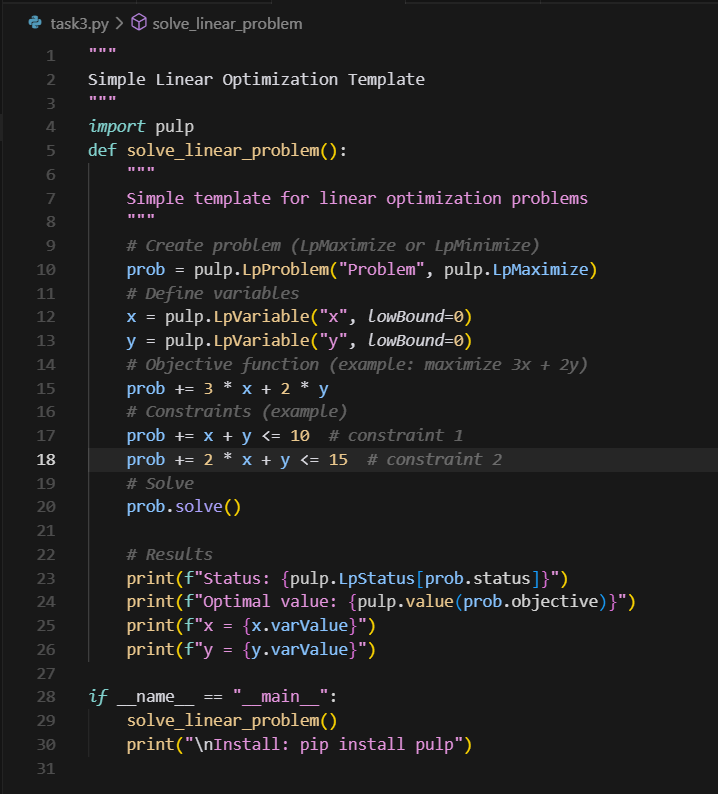 task3.py > solve_linear_problem
1 """
2 Simple Linear Optimization Template
3 """
4 import pulp
5 def solve_linear_problem():
6     """
7     Simple template for linear optimization problems
8     """
9     # Create problem (LpMaximize or LpMinimize)
10     prob = pulp.LpProblem("Problem", pulp.LpMaximize)
11     # Define variables
12     x = pulp.LpVariable("x", lowBound=0)
13     y = pulp.LpVariable("y", lowBound=0)
14     # Objective function (example: maximize 3x + 2y)
15     prob += 3 * x + 2 * y
16     # Constraints (example)
17     prob += x + y <= 10  # constraint 1
18     prob += 2 * x + y <= 15  # constraint 2
19     # Solve
20     prob.solve()
21
22     # Results
23     print(f"Status: {pulp.LpStatus[prob.status]}")
24     print(f"Optimal value: {pulp.value(prob.objective)}")
25     print(f"x = {x.varValue}")
26     print(f"y = {y.varValue}")
27
28 if __name__ == "__main__":
29     solve_linear_problem()
30     print("\nInstall: pip install pulp")
31